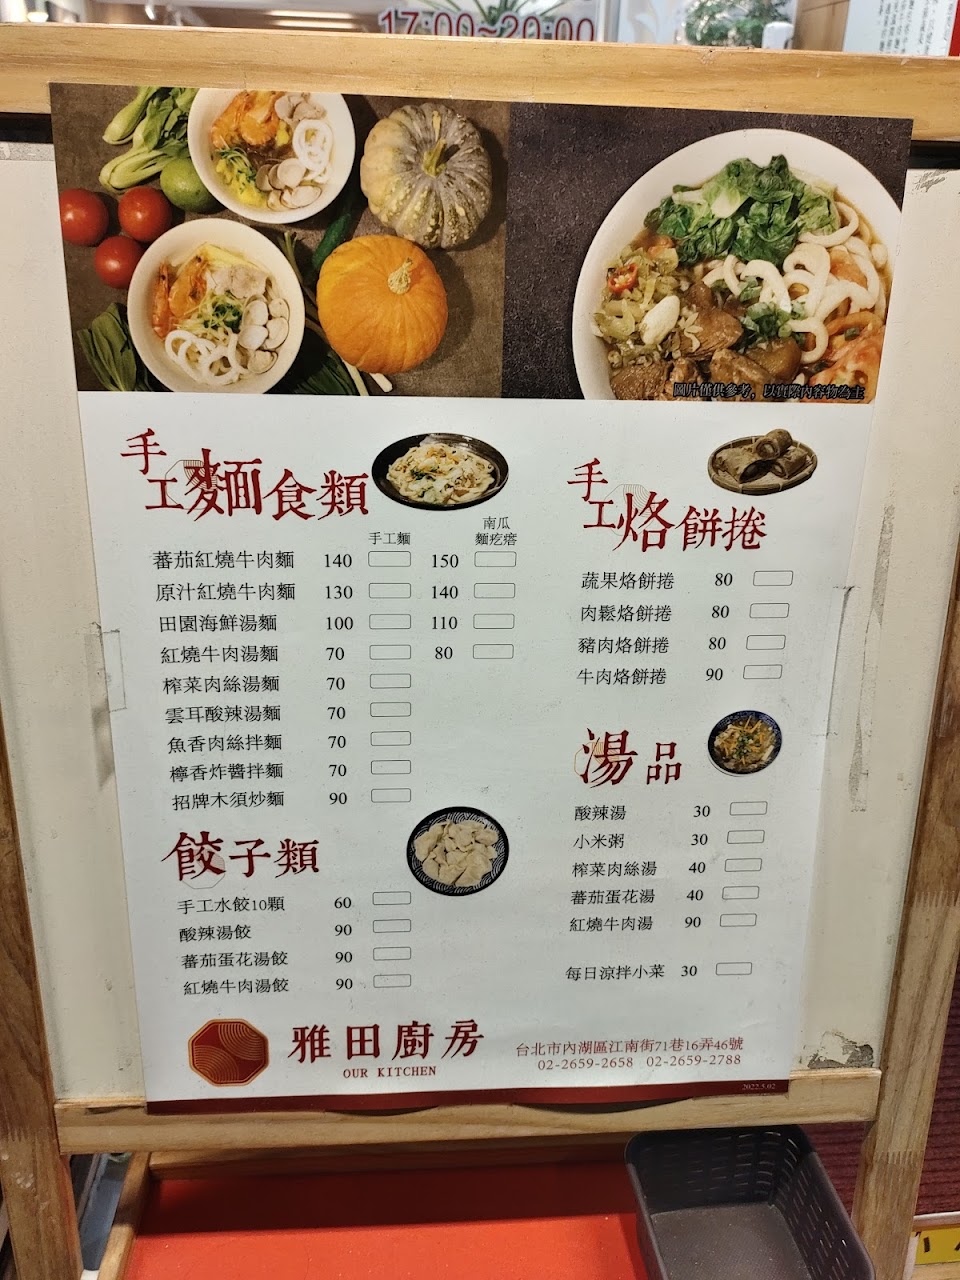 17:00~20:00
圖片僅供參考，以實際內容物為主
手工麵食類
手工麵
南瓜
麵疙瘩
蕃茄紅燒牛肉麵 140 150
原汁紅燒牛肉麵 130 140
田園海鮮湯麵 100 110
紅燒牛肉湯麵 70 80
榨菜肉絲湯麵 70
雲耳酸辣湯麵 70
魚香肉絲拌麵 70
檸香炸醬拌麵 70
招牌木須炒麵 90
餃子類
手工水餃10顆 60
酸辣湯餃 90
蕃茄蛋花湯餃 90
紅燒牛肉湯餃 90
手工烙餅捲
蔬果烙餅捲 80
肉鬆烙餅捲 80
豬肉烙餅捲 80
牛肉烙餅捲 90
湯品
酸辣湯 30
小米粥 30
榨菜肉絲湯 40
蕃茄蛋花湯 40
紅燒牛肉湯 90
每日涼拌小菜 30
雅田廚房
OUR KITCHEN
台北市內湖區江南街71巷16弄46號
02-2659-2658 02-2659-2788
2022.5.02